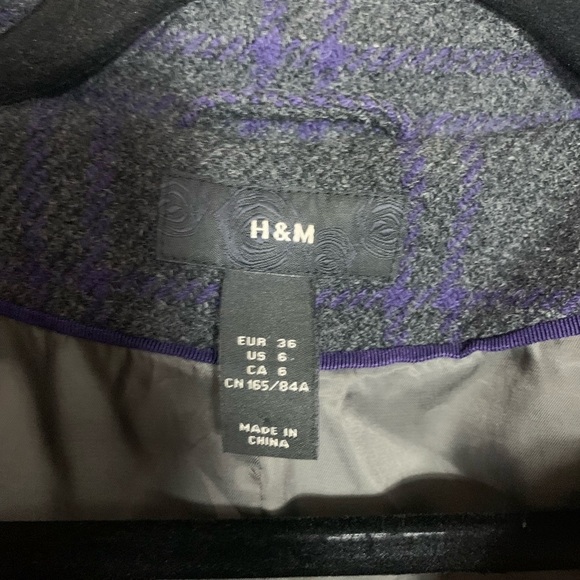 H&M
EUR 36
US 6
CA 6
CN 165/84A
MADE IN
CHINA